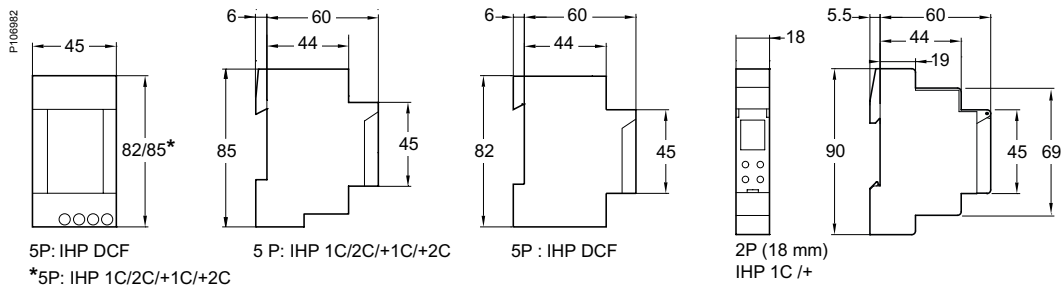 P106982
45
82/85*
5P: IHP DCF
*5P: IHP 1C/2C/+1C/+2C
6
60
44
85
45
5 P: IHP 1C/2C/+1C/+2C
6
60
44
82
45
5P : IHP DCF
18
2P (18 mm)
IHP 1C /+
5.5
60
44
19
90
45
69